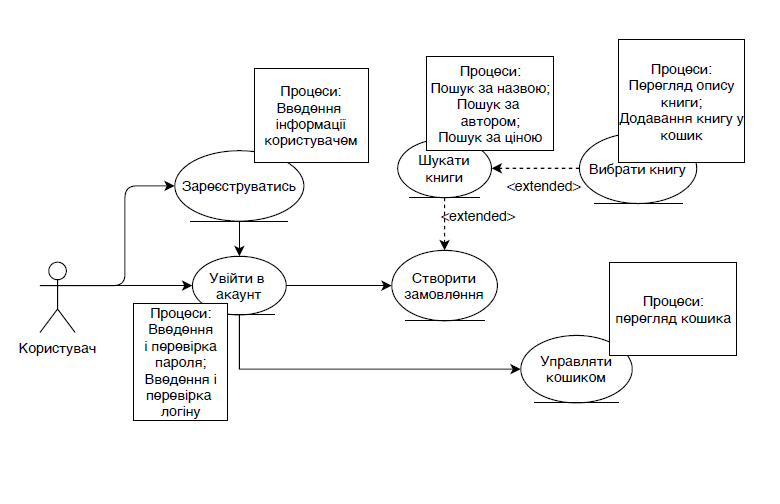 Процеси:
Введення
інформації
користувачем
Зареєструватись
Процеси:
Пошук за назвою;
Пошук за
автором;
Пошук за ціною
Шукати
книги
Процеси:
Перегляд опису
книги;
Додавання книгу у
кошик
Вибрати книгу
<extended>
<extended>
Користувач
Увійти в
акаунт
Процеси:
Введення
і перевірка
пароля;
Введення і
перевірка
логіну
Створити
замовлення
Процеси:
перегляд кошика
Управляти
кошиком